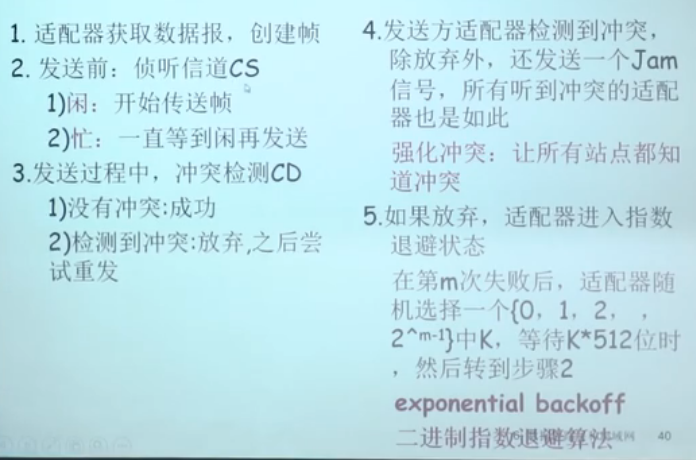 1. 适配器获取数据报，创建帧
2. 发送前：侦听信道CS
1)闲：开始传送帧
2)忙：一直等到闲再发送
3.发送过程中，冲突检测CD
1)没有冲突:成功
2)检测到冲突:放弃,之后尝
试重发
4.发送方适配器检测到冲突，
除放弃外，还发送一个Jam
信号，所有听到冲突的适配
器也是如此
强化冲突：让所有站点都知
道冲突
5.如果放弃，适配器进入指数
退避状态
在第m次失败后，适配器随
机选择一个{0，1，2， ，
2^m-1}中K，等待K*512位时
，然后转到步骤2
exponential backoff
二进制指数退避算法
40